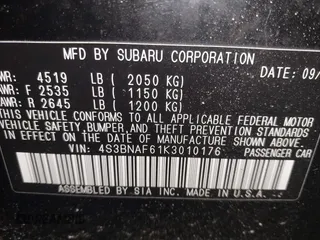 MFD BY SUBARU CORPORATION
DATE: 09/
WR: 4519 LB ( 2050 KG)
AWR: F 2535 LB ( 1150 KG)
AWR: R 2645 LB ( 1200 KG)
THIS VEHICLE CONFORMS TO ALL APPLICABLE FEDERAL MOTOR
VEHICLE SAFETY, BUMPER, AND THEFT PREVENTION STANDARDS
IN EFFECT ON THE DATE OF MANUFACTURE SHOWN ABOVE.
VIN: 4S3BNAF61K3010176 PASSENGER CAR
ASSEMBLED BY SIA INC. MADE IN U.S.A.